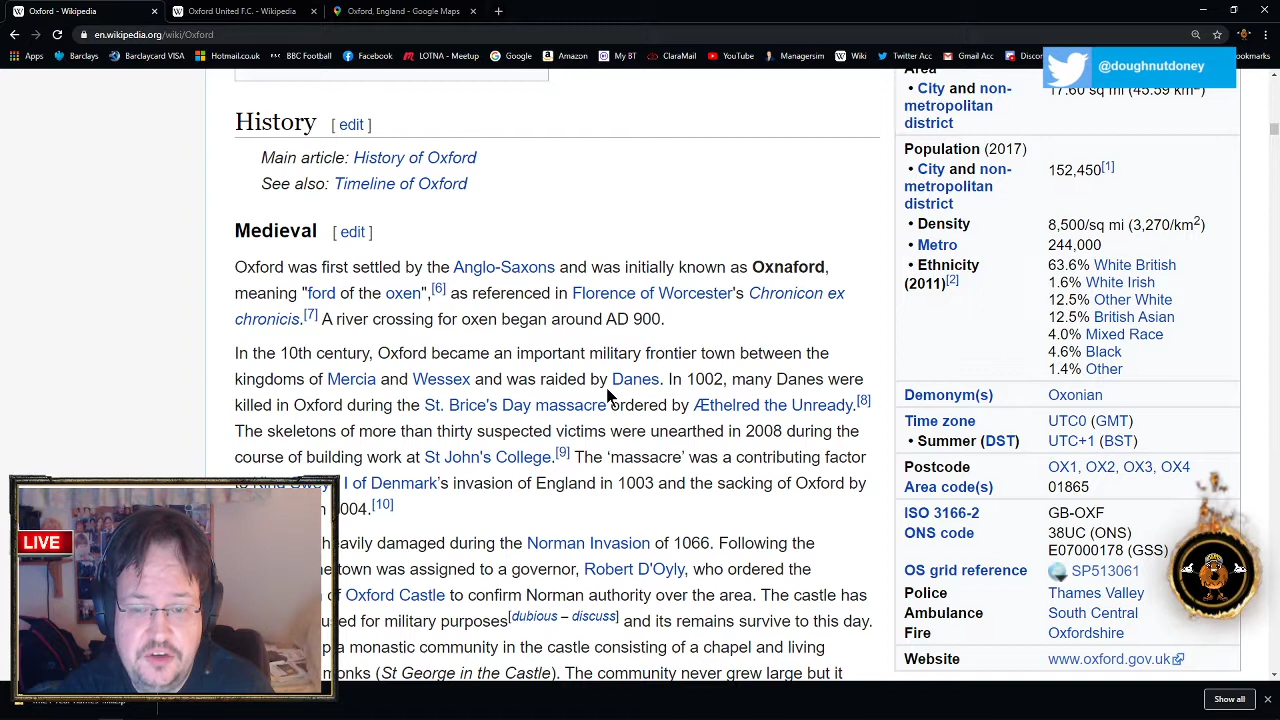 Oxford - Wikipedia
Oxford United F.C. - Wikipedia
Oxford, England - Google Maps
en.wikipedia.org/wiki/Oxford
Apps Barclays Barclaycard VISA Hotmail.co.uk BBC Football Facebook LOTNA - Meetup Google Amazon My BT ClaraMail YouTube Managersim Wiki Twitter Acc Gmail Acc
@doughnutdoney
History [ edit ]
Main article: History of Oxford
See also: Timeline of Oxford
Medieval [ edit ]
Oxford was first settled by the Anglo-Saxons and was initially known as Oxnaford,
meaning "ford of the oxen",[6] as referenced in Florence of Worcester's Chronicon ex
chronicis.[7] A river crossing for oxen began around AD 900.
In the 10th century, Oxford became an important military frontier town between the
kingdoms of Mercia and Wessex and was raided by Danes. In 1002, many Danes were
killed in Oxford during the St. Brice's Day massacre ordered by Æthelred the Unready.[8]
The skeletons of more than thirty suspected victims were unearthed in 2008 during the
course of building work at St John's College.[9] The ‘massacre’ was a contributing factor
I of Denmark's invasion of England in 1003 and the sacking of Oxford by
004.[10]
eavily damaged during the Norman Invasion of 1066. Following the
town was assigned to a governor, Robert D'Oyly, who ordered the
of Oxford Castle to confirm Norman authority over the area. The castle has
used for military purposes[dubious – discuss] and its remains survive to this day.
a monastic community in the castle consisting of a chapel and living
monks (St George in the Castle). The community never grew large but it
Area
• City and non-metropolitan district
17.60 sq mi (45.59 km²)
Population (2017)
• City and non-metropolitan district
152,450[1]
• Density 8,500/sq mi (3,270/km²)
• Metro 244,000
• Ethnicity (2011)[2]
63.6% White British
1.6% White Irish
12.5% Other White
12.5% British Asian
4.0% Mixed Race
4.6% Black
1.4% Other
Demonym(s) Oxonian
Time zone UTC0 (GMT)
• Summer (DST) UTC+1 (BST)
Postcode OX1, OX2, OX3, OX4
Area code(s) 01865
ISO 3166-2 GB-OXF
ONS code 38UC (ONS)
E07000178 (GSS)
OS grid reference SP513061
Police Thames Valley
Ambulance South Central
Fire Oxfordshire
Website www.oxford.gov.uk
LIVE
Show all